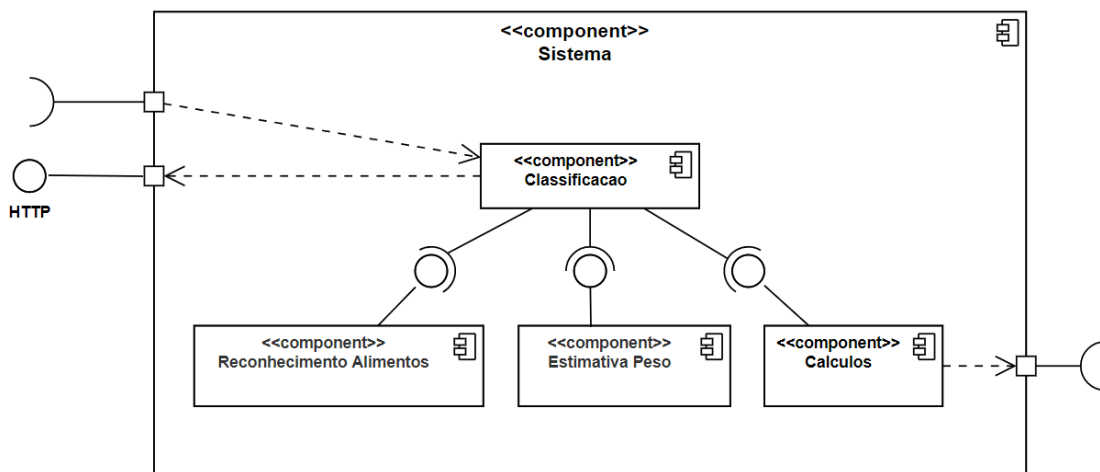 <<component>>
Sistema
<<component>>
Classificacao
HTTP
<<component>>
Reconhecimento Alimentos
<<component>>
Estimativa Peso
<<component>>
Calculos